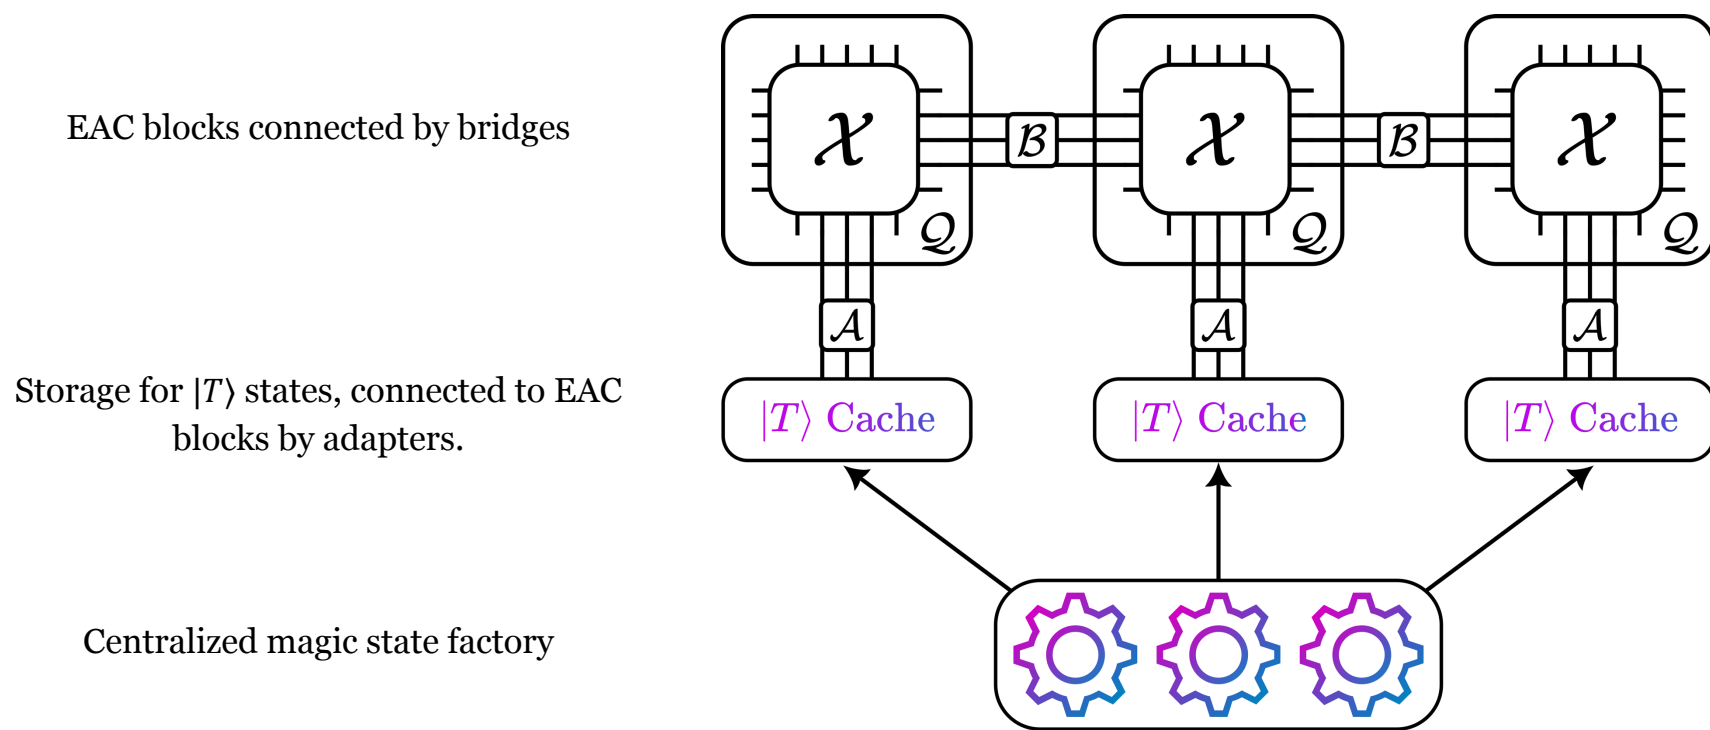 EAC blocks connected by bridges
𝒳 ℬ 𝒳 ℬ 𝒳
𝒬 𝒬 𝒬
𝒜 𝒜 𝒜
Storage for |T⟩ states, connected to EAC
blocks by adapters.
|T⟩ Cache |T⟩ Cache |T⟩ Cache
Centralized magic state factory